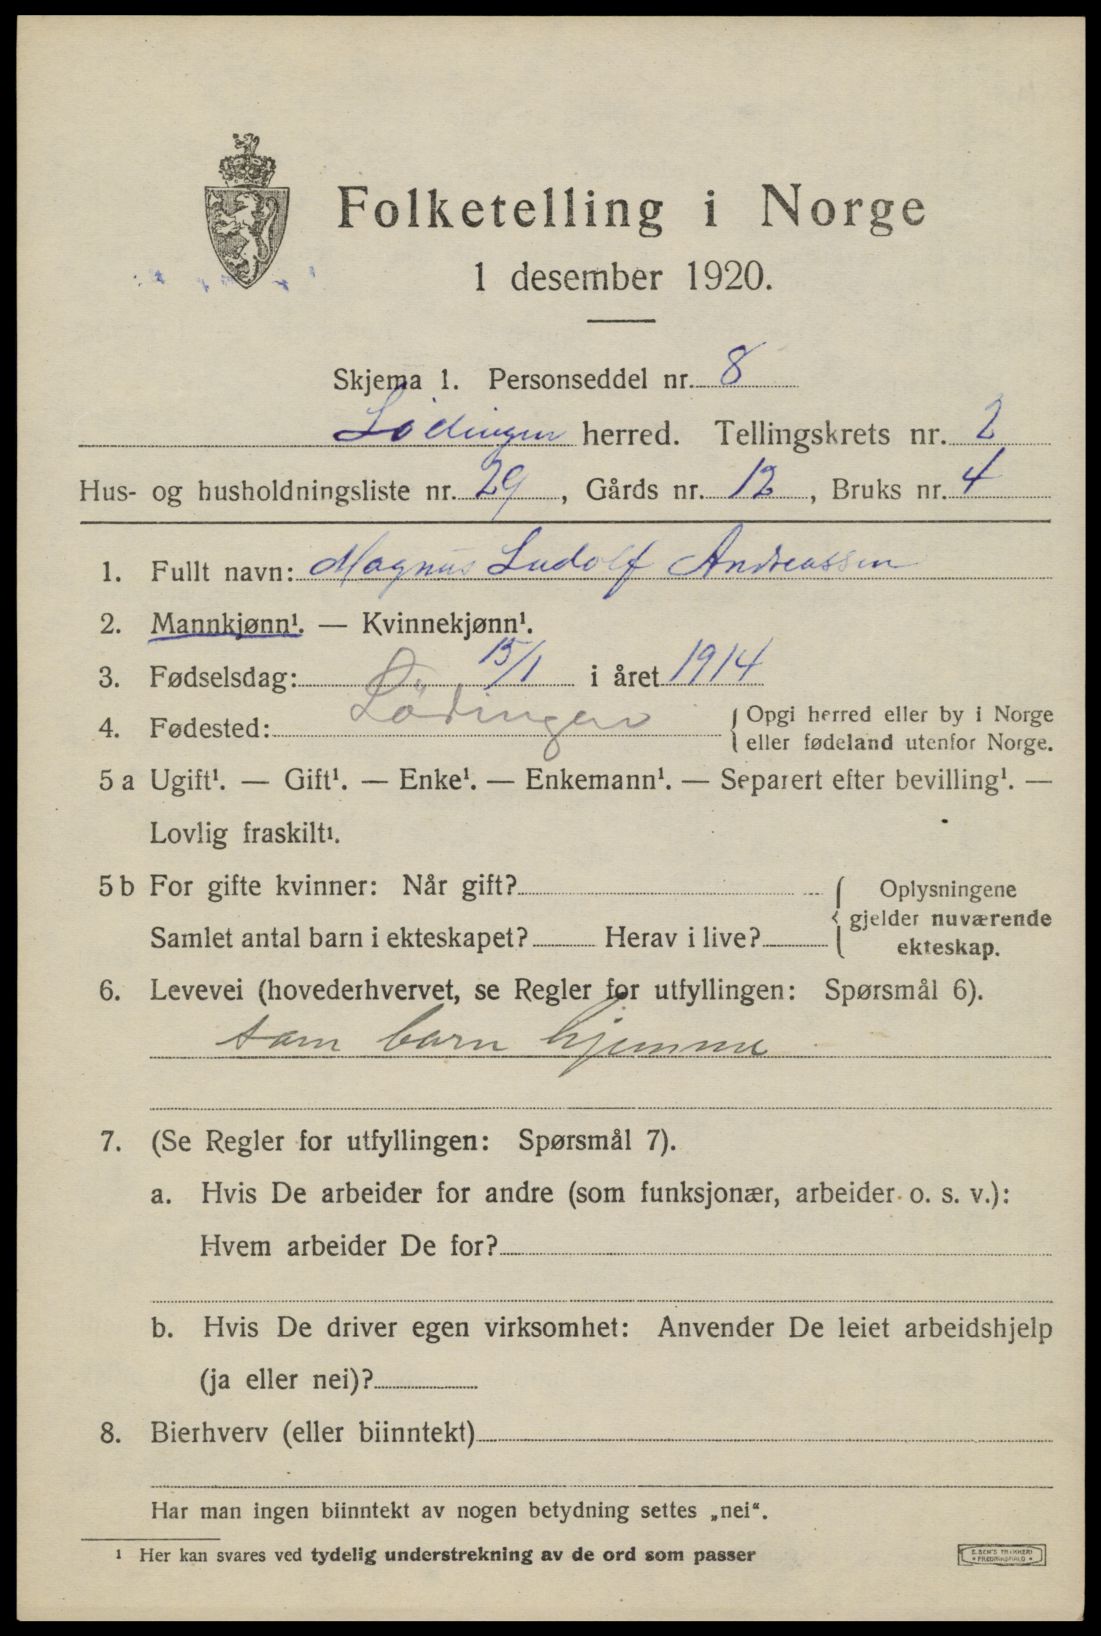 Folketelling i Norge
1 desember 1920.
Skjema 1. Personseddel nr. 8
Lödingen herred. Tellingskrets nr. 2
Hus- og husholdningsliste nr. 29, Gårds nr. 12, Bruks nr. 4
1. Fullt navn: Magnus Ludolf Andreassen
2. Mannkjønn¹. — Kvinnekjønn¹.
3. Fødselsdag: 15/1 i året 1914
4. Fødested: Lödingen { Opgi herred eller by i Norge
eller fødeland utenfor Norge.
5 a Ugift¹. — Gift¹. — Enke¹. — Enkemann¹. — Separert efter bevilling¹. —
Lovlig fraskilt¹.
5 b For gifte kvinner: Når gift? { Oplysningene
gjelder nuværende
Samlet antal barn i ekteskapet? Herav i live?
ekteskap.
6. Levevei (hovederhvervet, se Regler for utfyllingen: Spørsmål 6).
som barn hjemme
7. (Se Regler for utfyllingen: Spørsmål 7).
a. Hvis De arbeider for andre (som funksjonær, arbeider o. s. v.):
Hvem arbeider De for?
b. Hvis De driver egen virksomhet: Anvender De leiet arbeidshjelp
(ja eller nei)?
8. Bierhverv (eller biinntekt)
Har man ingen biinntekt av nogen betydning settes „nei“.
¹ Her kan svares ved tydelig understrekning av de ord som passer
E. SEM'S TRYKKERI
FREDRIKSHALD